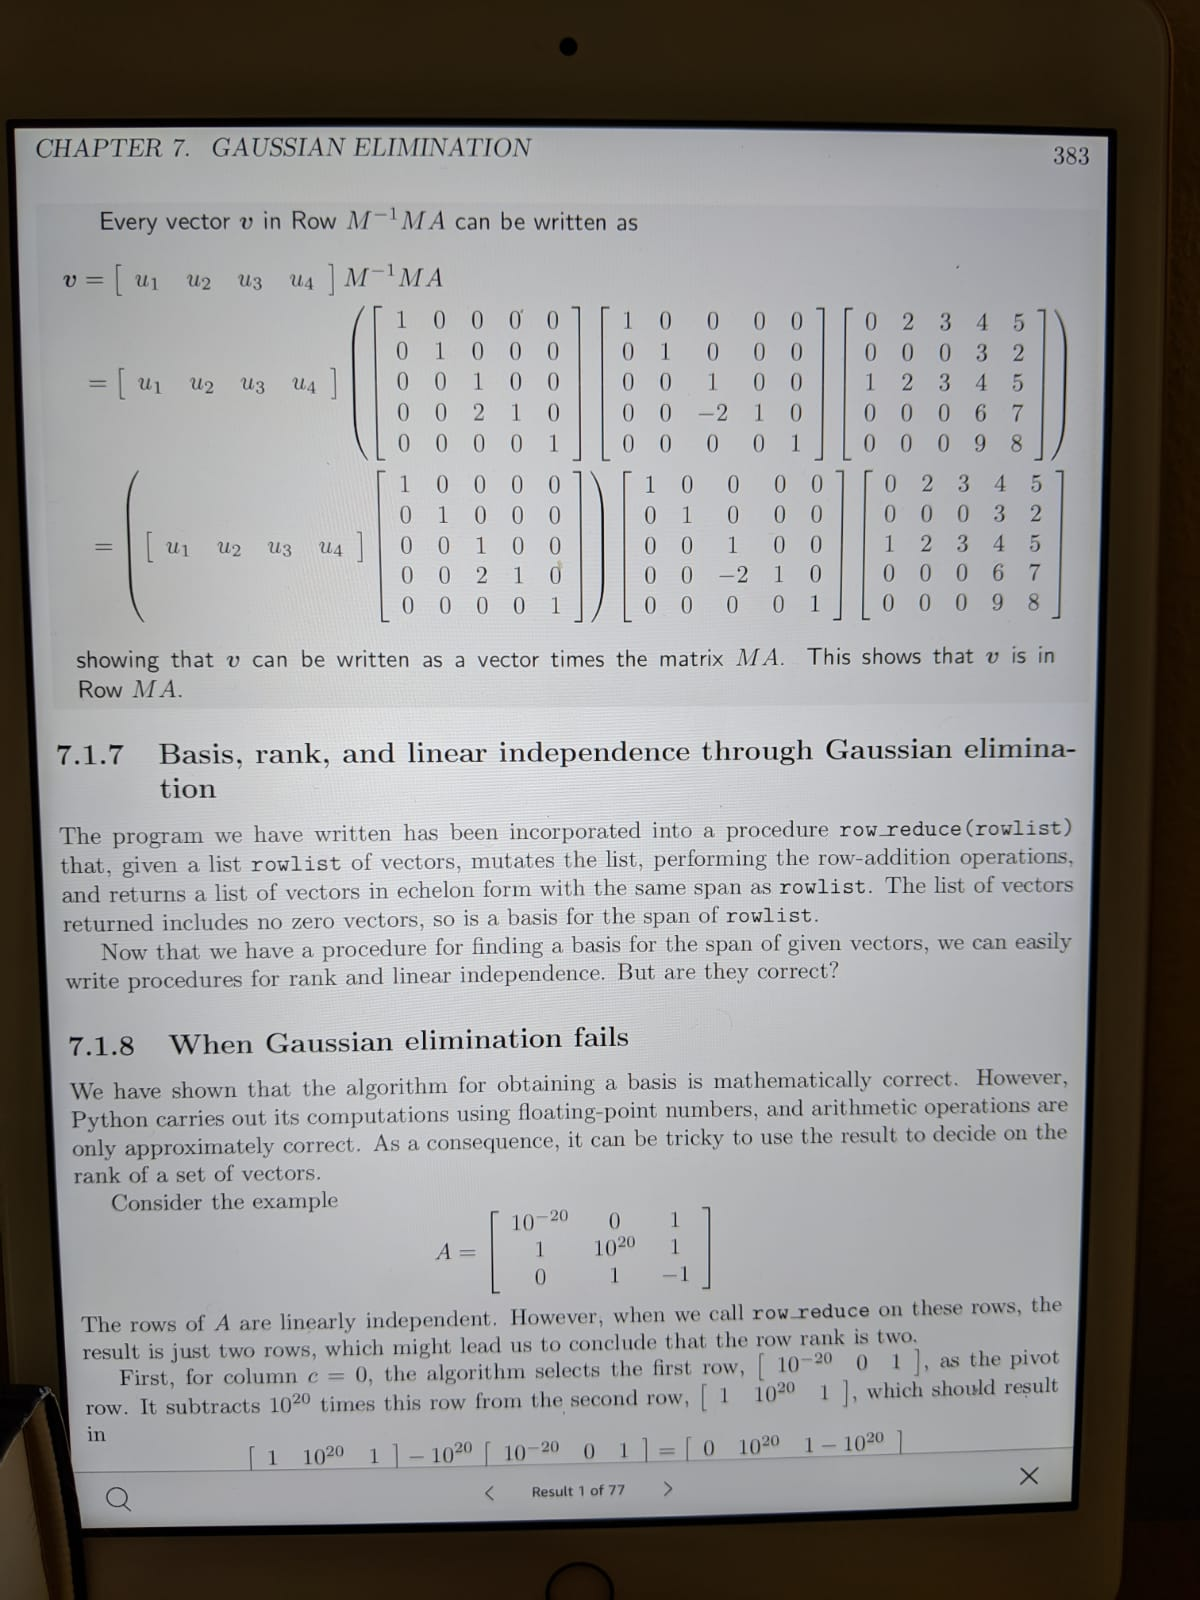 CHAPTER 7. GAUSSIAN ELIMINATION 383
Every vector v in Row M⁻¹MA can be written as
v = [ u₁ u₂ u₃ u₄ ] M⁻¹MA
= [ u₁ u₂ u₃ u₄ ] ( [ 1 0 0 0 0 ; 0 1 0 0 0 ; 0 0 1 0 0 ; 0 0 2 1 0 ; 0 0 0 0 1 ] [ 1 0 0 0 0 ; 0 1 0 0 0 ; 0 0 1 0 0 ; 0 0 −2 1 0 ; 0 0 0 0 1 ] [ 0 2 3 4 5 ; 0 0 0 3 2 ; 1 2 3 4 5 ; 0 0 0 6 7 ; 0 0 0 9 8 ] )
= ( [ u₁ u₂ u₃ u₄ ] [ 1 0 0 0 0 ; 0 1 0 0 0 ; 0 0 1 0 0 ; 0 0 2 1 0 ; 0 0 0 0 1 ] ) [ 1 0 0 0 0 ; 0 1 0 0 0 ; 0 0 1 0 0 ; 0 0 −2 1 0 ; 0 0 0 0 1 ] [ 0 2 3 4 5 ; 0 0 0 3 2 ; 1 2 3 4 5 ; 0 0 0 6 7 ; 0 0 0 9 8 ]
showing that v can be written as a vector times the matrix MA. This shows that v is in
Row MA.
7.1.7 Basis, rank, and linear independence through Gaussian elimina-
tion
The program we have written has been incorporated into a procedure row_reduce(rowlist)
that, given a list rowlist of vectors, mutates the list, performing the row-addition operations,
and returns a list of vectors in echelon form with the same span as rowlist. The list of vectors
returned includes no zero vectors, so is a basis for the span of rowlist.
Now that we have a procedure for finding a basis for the span of given vectors, we can easily
write procedures for rank and linear independence. But are they correct?
7.1.8 When Gaussian elimination fails
We have shown that the algorithm for obtaining a basis is mathematically correct. However,
Python carries out its computations using floating-point numbers, and arithmetic operations are
only approximately correct. As a consequence, it can be tricky to use the result to decide on the
rank of a set of vectors.
Consider the example
A = [ 10⁻²⁰ 0 1 ; 1 10²⁰ 1 ; 0 1 −1 ]
The rows of A are linearly independent. However, when we call row_reduce on these rows, the
result is just two rows, which might lead us to conclude that the row rank is two.
First, for column c = 0, the algorithm selects the first row, [ 10⁻²⁰ 0 1 ], as the pivot
row. It subtracts 10²⁰ times this row from the second row, [ 1 10²⁰ 1 ], which should result
in
[ 1 10²⁰ 1 ] − 10²⁰ [ 10⁻²⁰ 0 1 ] = [ 0 10²⁰ 1 − 10²⁰ ]
< Result 1 of 77 >